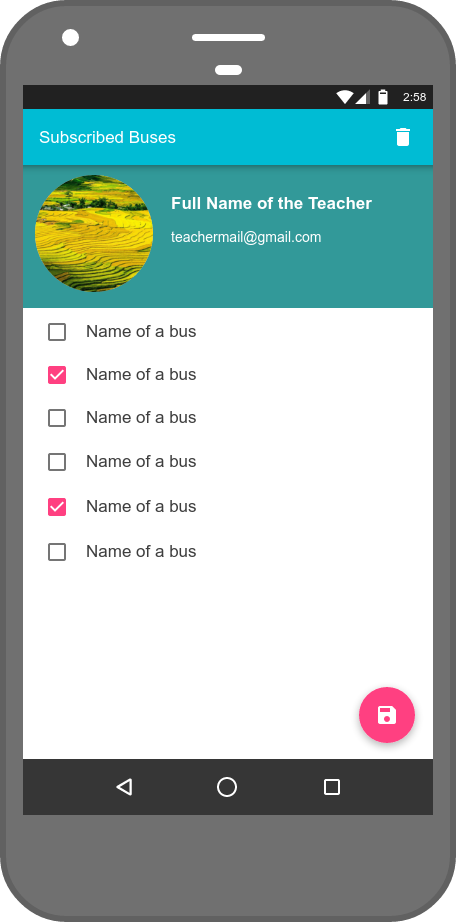 2:58
Subscribed Buses
Full Name of the Teacher
teachermail@gmail.com
Name of a bus
Name of a bus
Name of a bus
Name of a bus
Name of a bus
Name of a bus